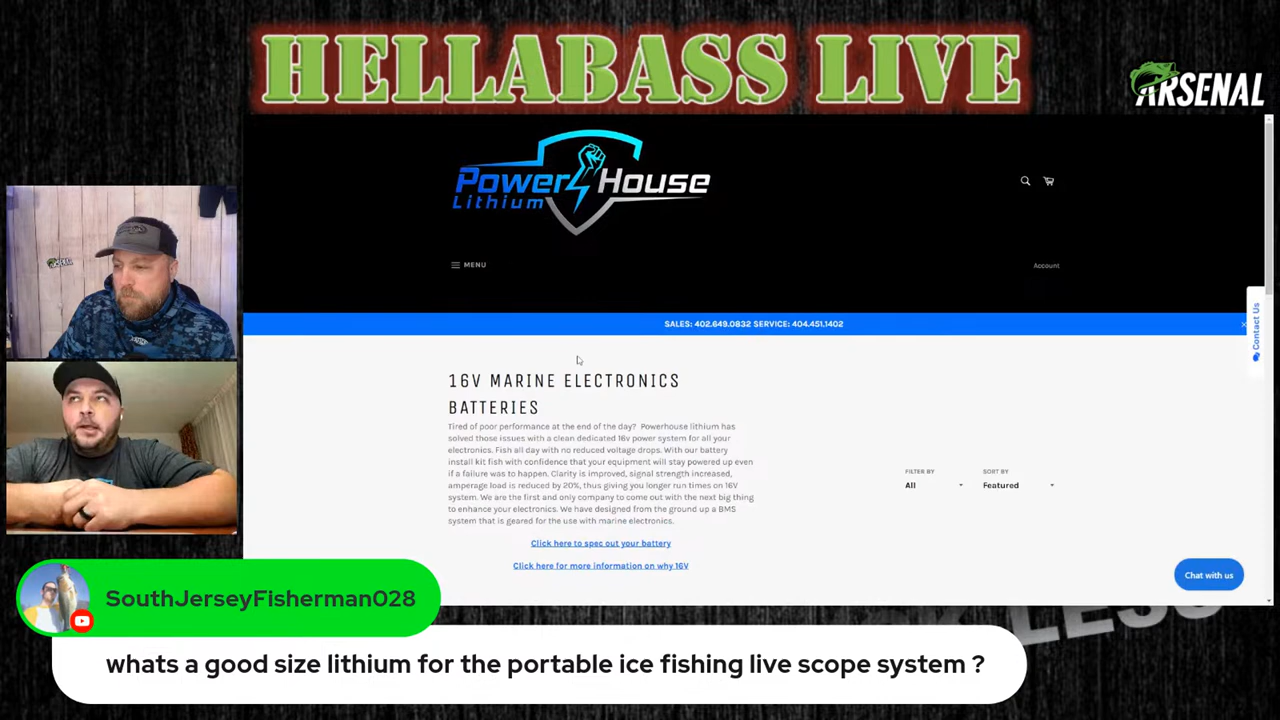 HELLABASS LIVE
ARSENAL
PowerHouse
Lithium
MENU
Account
SALES: 402.649.0832 SERVICE: 404.451.1402
Contact Us
16V MARINE ELECTRONICS
BATTERIES
Tired of poor performance at the end of the day? Powerhouse lithium has
solved those issues with a clean dedicated 16v power system for all your
electronics. Fish all day with no reduced voltage drops. With our battery
install kit fish with confidence that your equipment will stay powered up even
if a failure was to happen. Clarity is improved, signal strength increased,
amperage load is reduced by 20%, thus giving you longer run times on 16V
system. We are the first and only company to come out with the next big thing
to enhance your electronics. We have designed from the ground up a BMS
system that is geared for the use with marine electronics.
FILTER BY
All
SORT BY
Featured
Click here to spec out your battery
Click here for more information on why 16V
Chat with us
SouthJerseyFisherman028
whats a good size lithium for the portable ice fishing live scope system ?